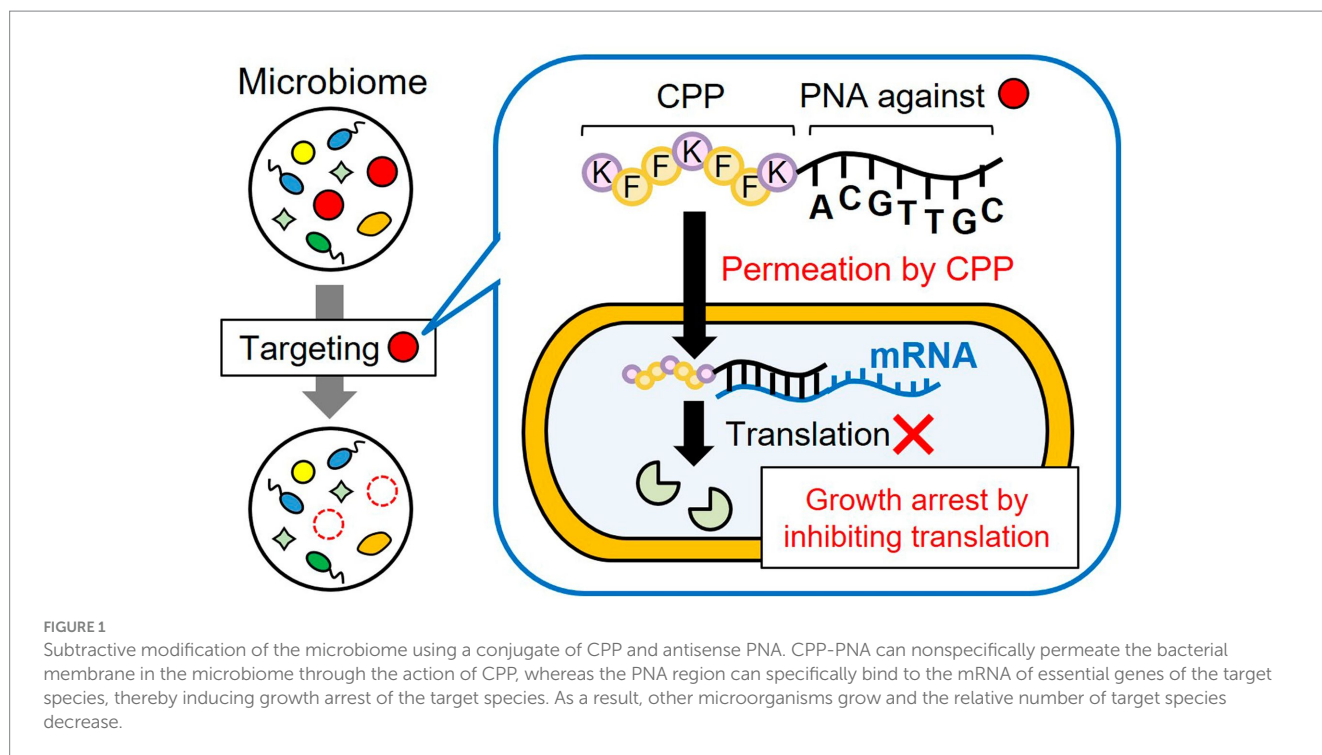 Microbiome
Targeting
CPP
PNA against
K F F K F F K
A C G T T G C
Permeation by CPP
mRNA
Translation
Growth arrest by
inhibiting translation
FIGURE 1
Subtractive modification of the microbiome using a conjugate of CPP and antisense PNA. CPP-PNA can nonspecifically permeate the bacterial
membrane in the microbiome through the action of CPP, whereas the PNA region can specifically bind to the mRNA of essential genes of the target
species, thereby inducing growth arrest of the target species. As a result, other microorganisms grow and the relative number of target species
decrease.